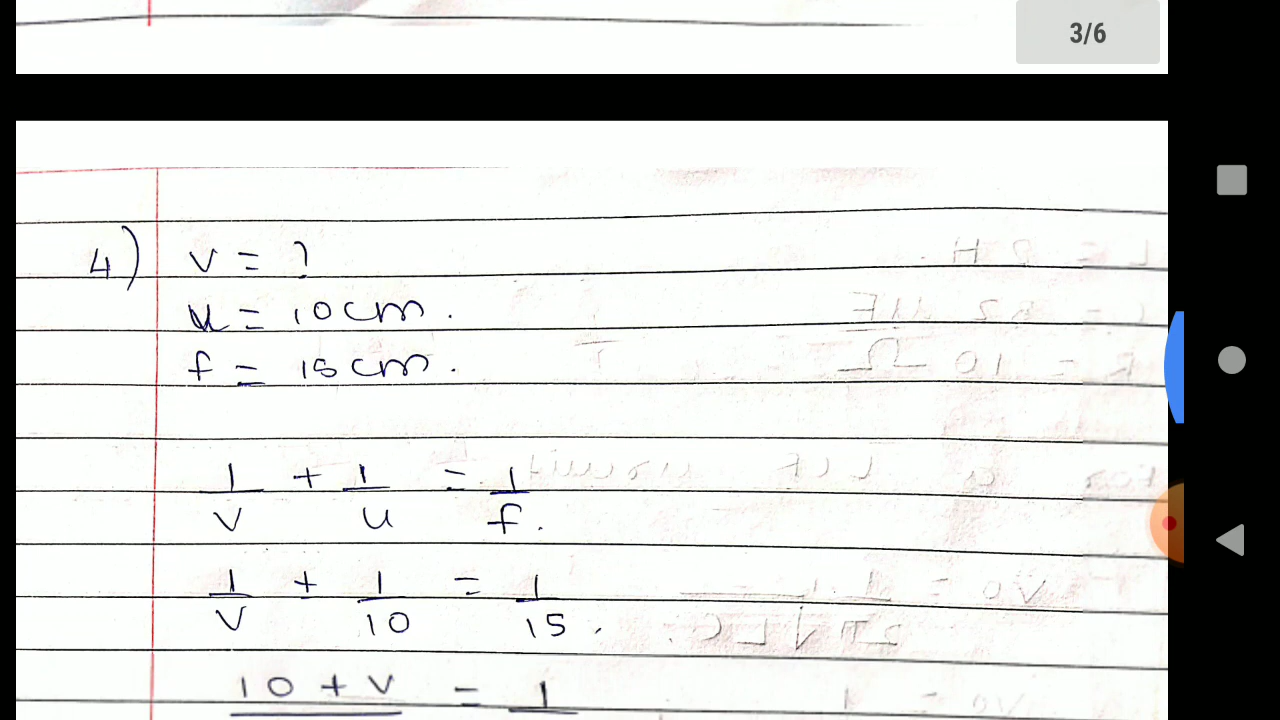 3/6
4) v = ?
u = 10 cm.
f = 15 cm.
1/v + 1/u = 1/f.
1/v + 1/10 = 1/15.
10 + v = 1